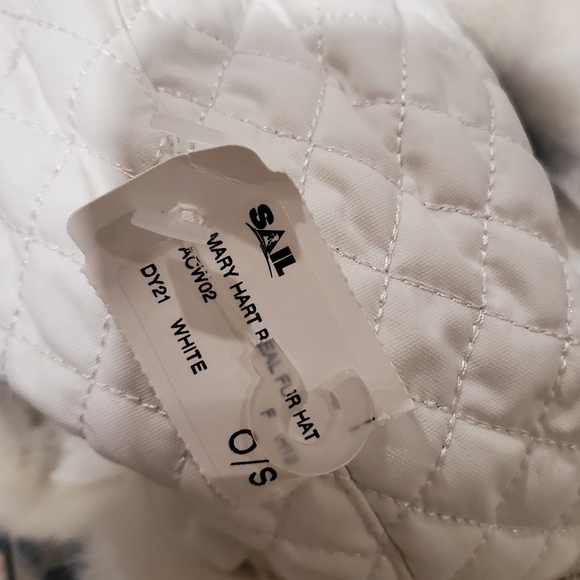 SAIL
MARY HART REAL FUR HAT
ACW02
DY21 WHITE
O/S